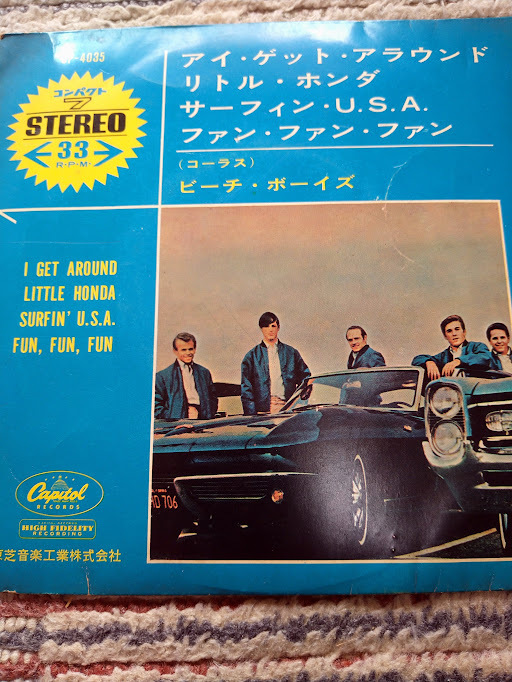 -4035
コンパクト
7
STEREO
33
R・P・M・
アイ・ゲット・アラウンド
リトル・ホンダ
サーフィン・U.S.A.
ファン・ファン・ファン
(コーラス)
ビーチ・ボーイズ
I GET AROUND
LITTLE HONDA
SURFIN' U.S.A.
FUN, FUN, FUN
Capitol
RECORDS
HIGH FIDELITY
RECORDING
芝音楽工業株式会社
D 706